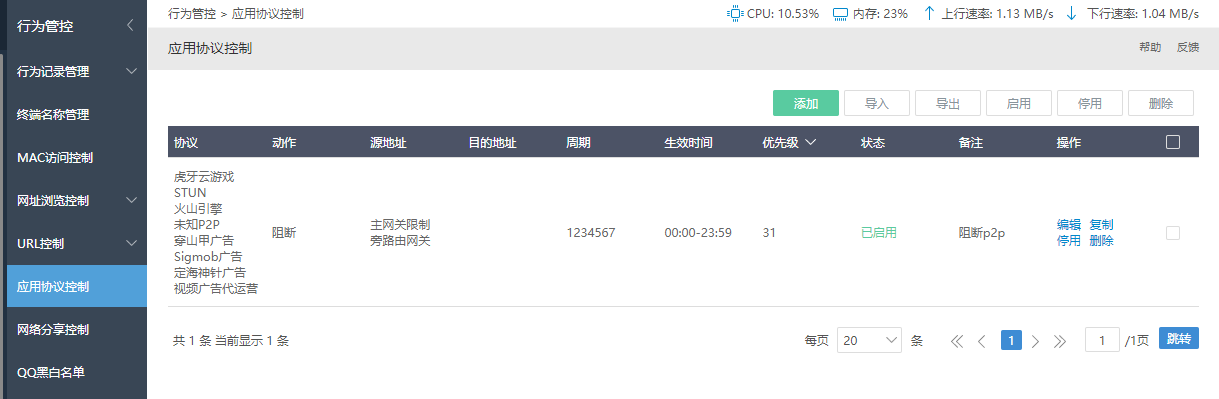 行为管控
行为管控 > 应用协议控制
CPU: 10.53% 内存: 23% 上行速率: 1.13 MB/s 下行速率: 1.04 MB/s
应用协议控制
帮助 反馈
行为记录管理
终端名称管理
MAC访问控制
网址浏览控制
URL控制
应用协议控制
网络分享控制
QQ黑白名单
添加 导入 导出 启用 停用 删除
协议 动作 源地址 目的地址 周期 生效时间 优先级 状态 备注 操作
虎牙云游戏
STUN
火山引擎
未知P2P
穿山甲广告
Sigmob广告
定海神针广告
视频广告代运营
阻断
主网关限制
旁路由网关
1234567
00:00-23:59
31
已启用
阻断p2p
编辑 复制
停用 删除
共 1 条 当前显示 1 条
每页 20 条 1 1 /1页 跳转